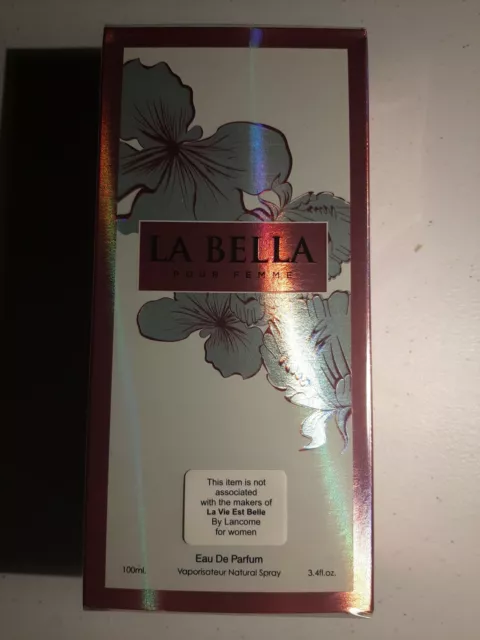 LA BELLA
POUR FEMME
This item is not
associated
with the makers of
La Vie Est Belle
By Lancome
for women
Eau De Parfum
100ml. Vaporisateur Natural Spray 3.4fl.oz.